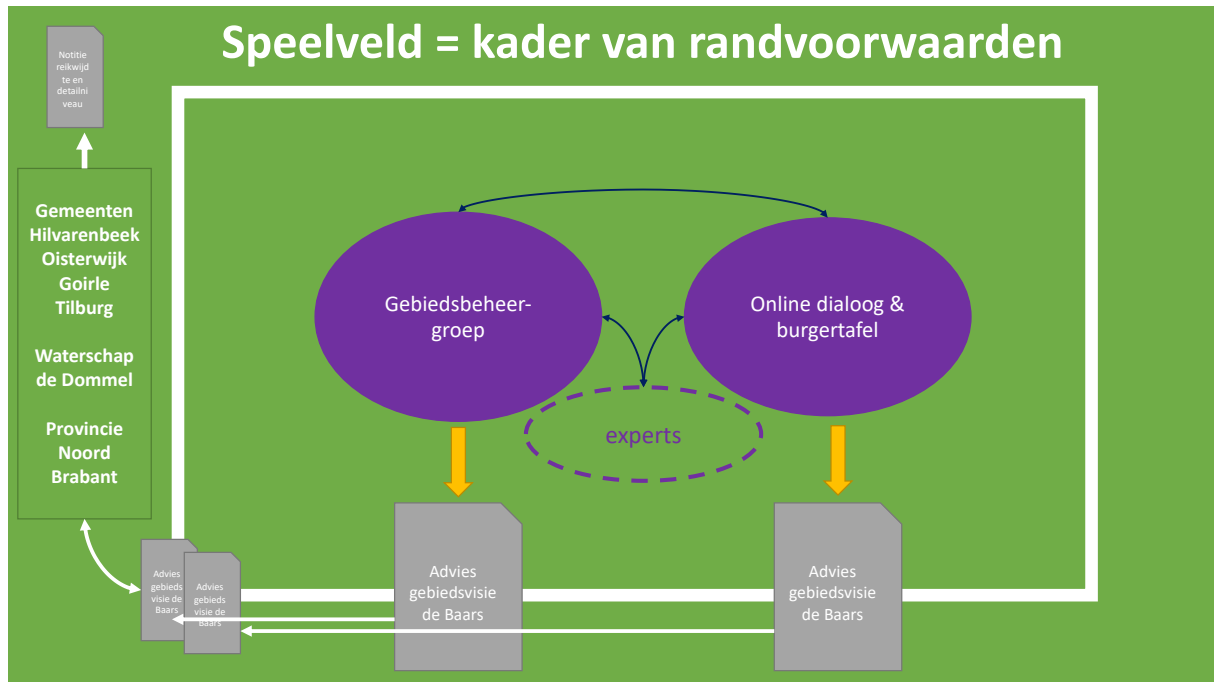 Speelveld = kader van randvoorwaarden
Notitie
reikwijd
te en
detailni
veau
Gemeenten
Hilvarenbeek
Oisterwijk
Goirle
Tilburg
Waterschap
de Dommel
Provincie
Noord
Brabant
Gebiedsbeheer-
groep
Online dialoog &
burgertafel
experts
Advies
gebieds
visie de
Baars
Advies
gebieds
visie de
Baars
Advies
gebiedsvisie
de Baars
Advies
gebiedsvisie
de Baars